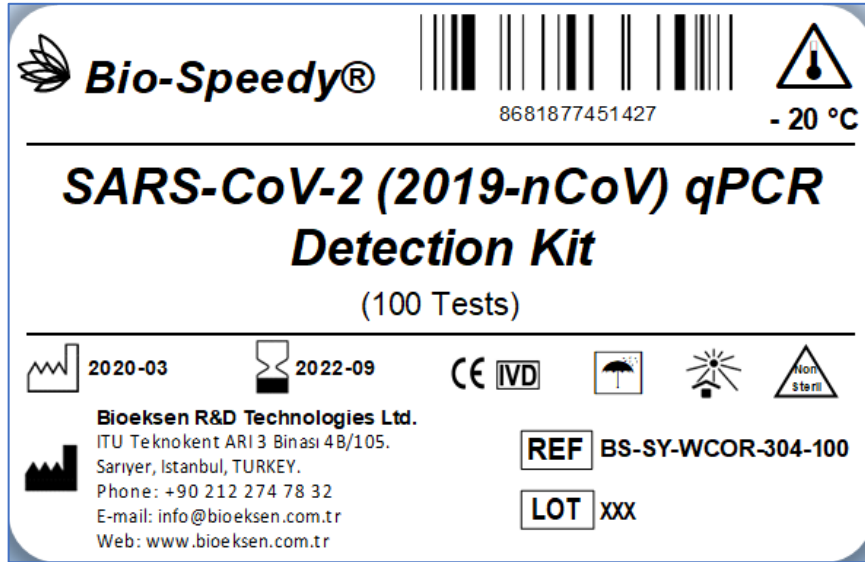 Bio-Speedy®
8681877451427
- 20 °C
SARS-CoV-2 (2019-nCoV) qPCR
Detection Kit
(100 Tests)
2020-03
2022-09
CE IVD
Non
Steril
Bioeksen R&D Technologies Ltd.
ITU Teknokent ARI 3 Binası 4B/105.
Sarıyer, Istanbul, TURKEY.
Phone: +90 212 274 78 32
E-mail: info@bioeksen.com.tr
Web: www.bioeksen.com.tr
REF BS-SY-WCOR-304-100
LOT XXX